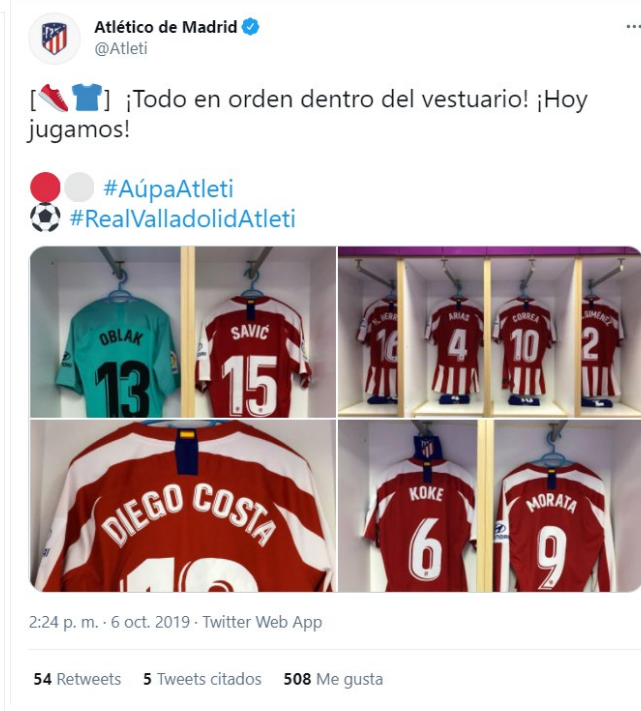 Atlético de Madrid
@Atleti
[👟👕] ¡Todo en orden dentro del vestuario! ¡Hoy
jugamos!
🔴⚪ #AúpaAtleti
⚽ #RealValladolidAtleti
OBLAK
13
SAVIĆ
15
16
ARIAS
4
CORREA
10
GIMÉNEZ
2
DIEGO COSTA
KOKE
6
MORATA
9
2:24 p. m. · 6 oct. 2019 · Twitter Web App
54 Retweets 5 Tweets citados 508 Me gusta